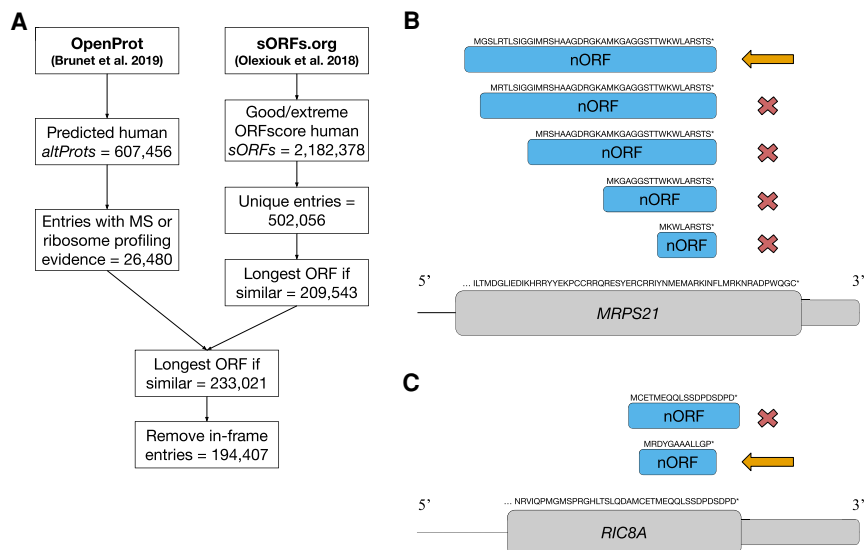 A
OpenProt
(Brunet et al. 2019)
sORFs.org
(Olexiouk et al. 2018)
Predicted human
altProts = 607,456
Good/extreme
ORFscore human
sORFs = 2,182,378
Entries with MS or
ribosome profiling
evidence = 26,480
Unique entries =
502,056
Longest ORF if
similar = 209,543
Longest ORF if
similar = 233,021
Remove in-frame
entries = 194,407
B
MGSLRTLSIGGIMRSHAAGDRGKAMKGAGGSTTWKWLARSTS*
nORF
MRTLSIGGIMRSHAAGDRGKAMKGAGGSTTWKWLARSTS*
nORF
MRSHAAGDRGKAMKGAGGSTTWKWLARSTS*
nORF
MKGAGGSTTWKWLARSTS*
nORF
MKWLARSTS*
nORF
5’
3’
... ILTMDGLIEDIKHRRYYEKPCCRRQRESYERCRRIYNMEMARKINFLMRKNRADPWQGC*
MRPS21
C
MCETMEQQLSSDPDSDPD*
nORF
MRDYGAAALLGP*
nORF
5’
3’
... NRVIQPMGMSPRGHLTSLQDAMCETMEQQLSSDPDSDPD*
RIC8A